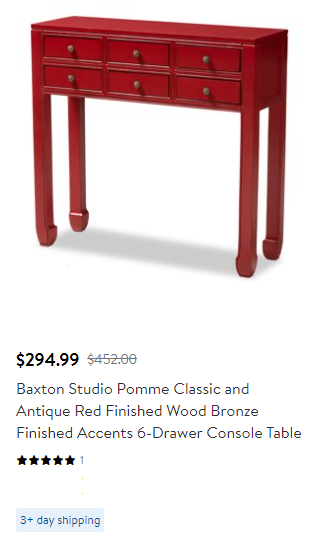 $294.99 $452.00
Baxton Studio Pomme Classic and
Antique Red Finished Wood Bronze
Finished Accents 6-Drawer Console Table
1
3+ day shipping